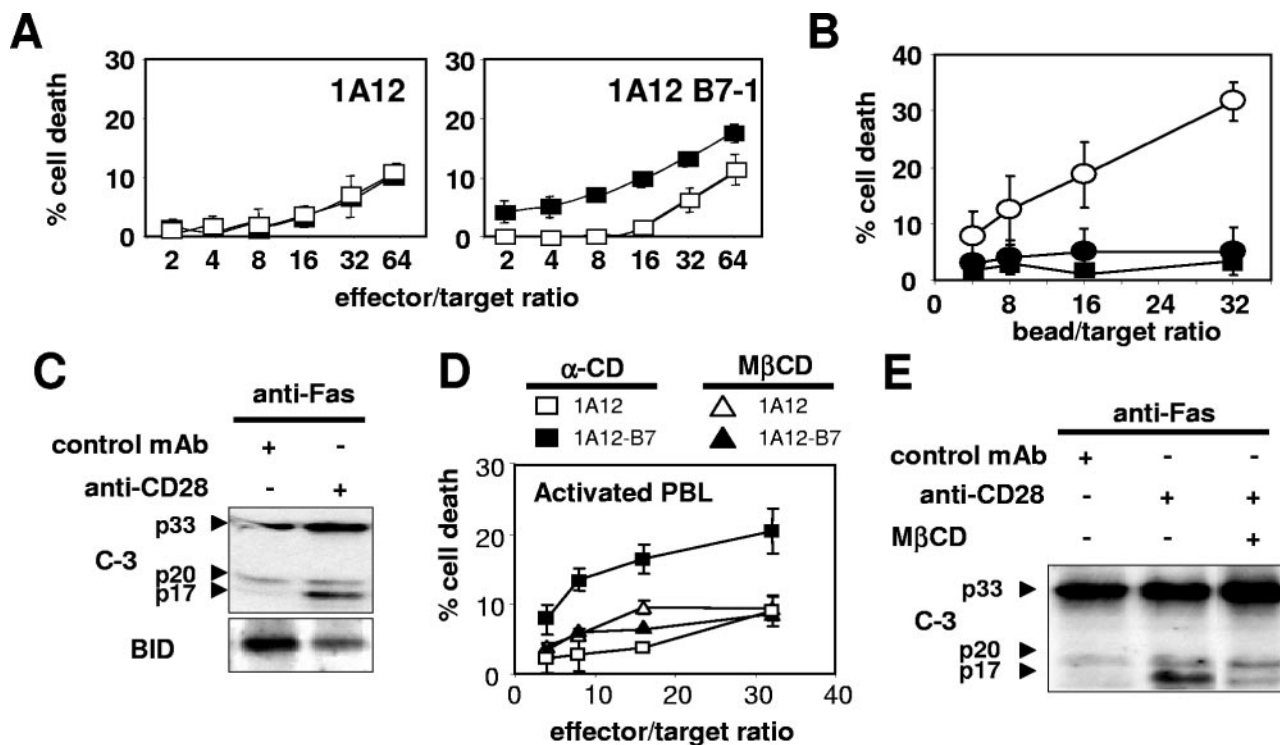 A
% cell death
30
20
10
0
1A12
2 4 8 16 32 64
30
20
10
0
1A12 B7-1
2 4 8 16 32 64
effector/target ratio
B
% cell death
40
30
20
10
0
0 8 16 24 32
bead/target ratio
C
anti-Fas
control mAb + -
anti-CD28 - +
p33
C-3
p20
p17
BID
D
α-CD MβCD
1A12 1A12
1A12-B7 1A12-B7
% cell death
30
20
10
0
Activated PBL
0 10 20 30 40
effector/target ratio
E
anti-Fas
control mAb + - -
anti-CD28 - + +
MβCD - - +
p33
C-3
p20
p17